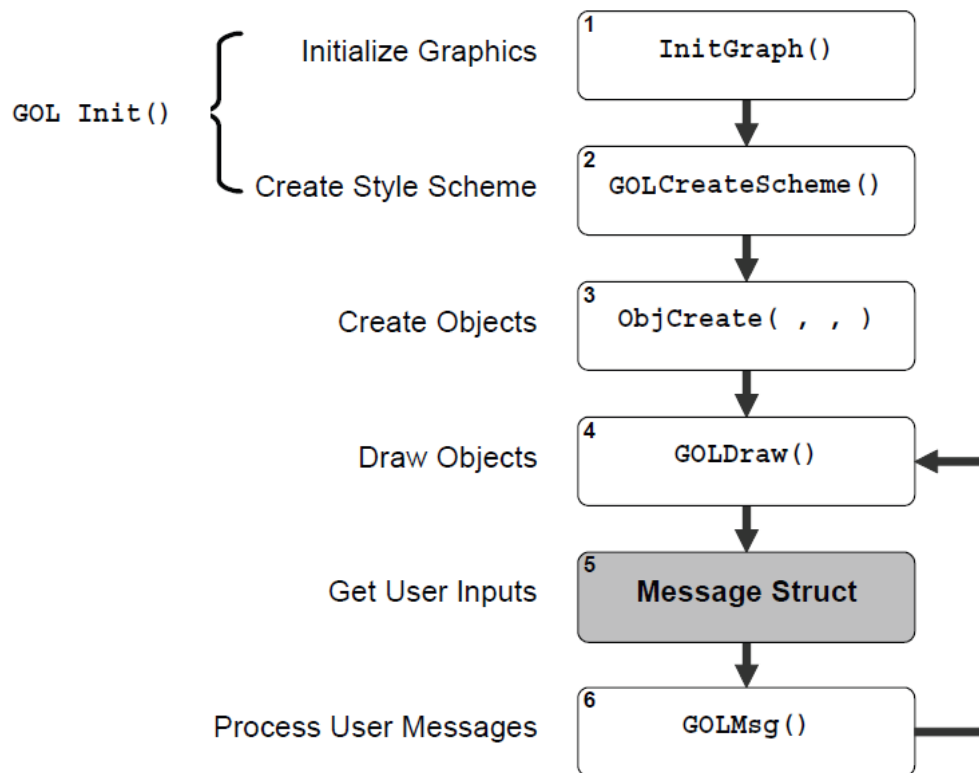 1
Initialize Graphics
InitGraph()
GOL Init()
2
Create Style Scheme
GOLCreateScheme()
3
Create Objects
ObjCreate( , , )
4
Draw Objects
GOLDraw()
5
Get User Inputs
Message Struct
6
Process User Messages
GOLMsg()